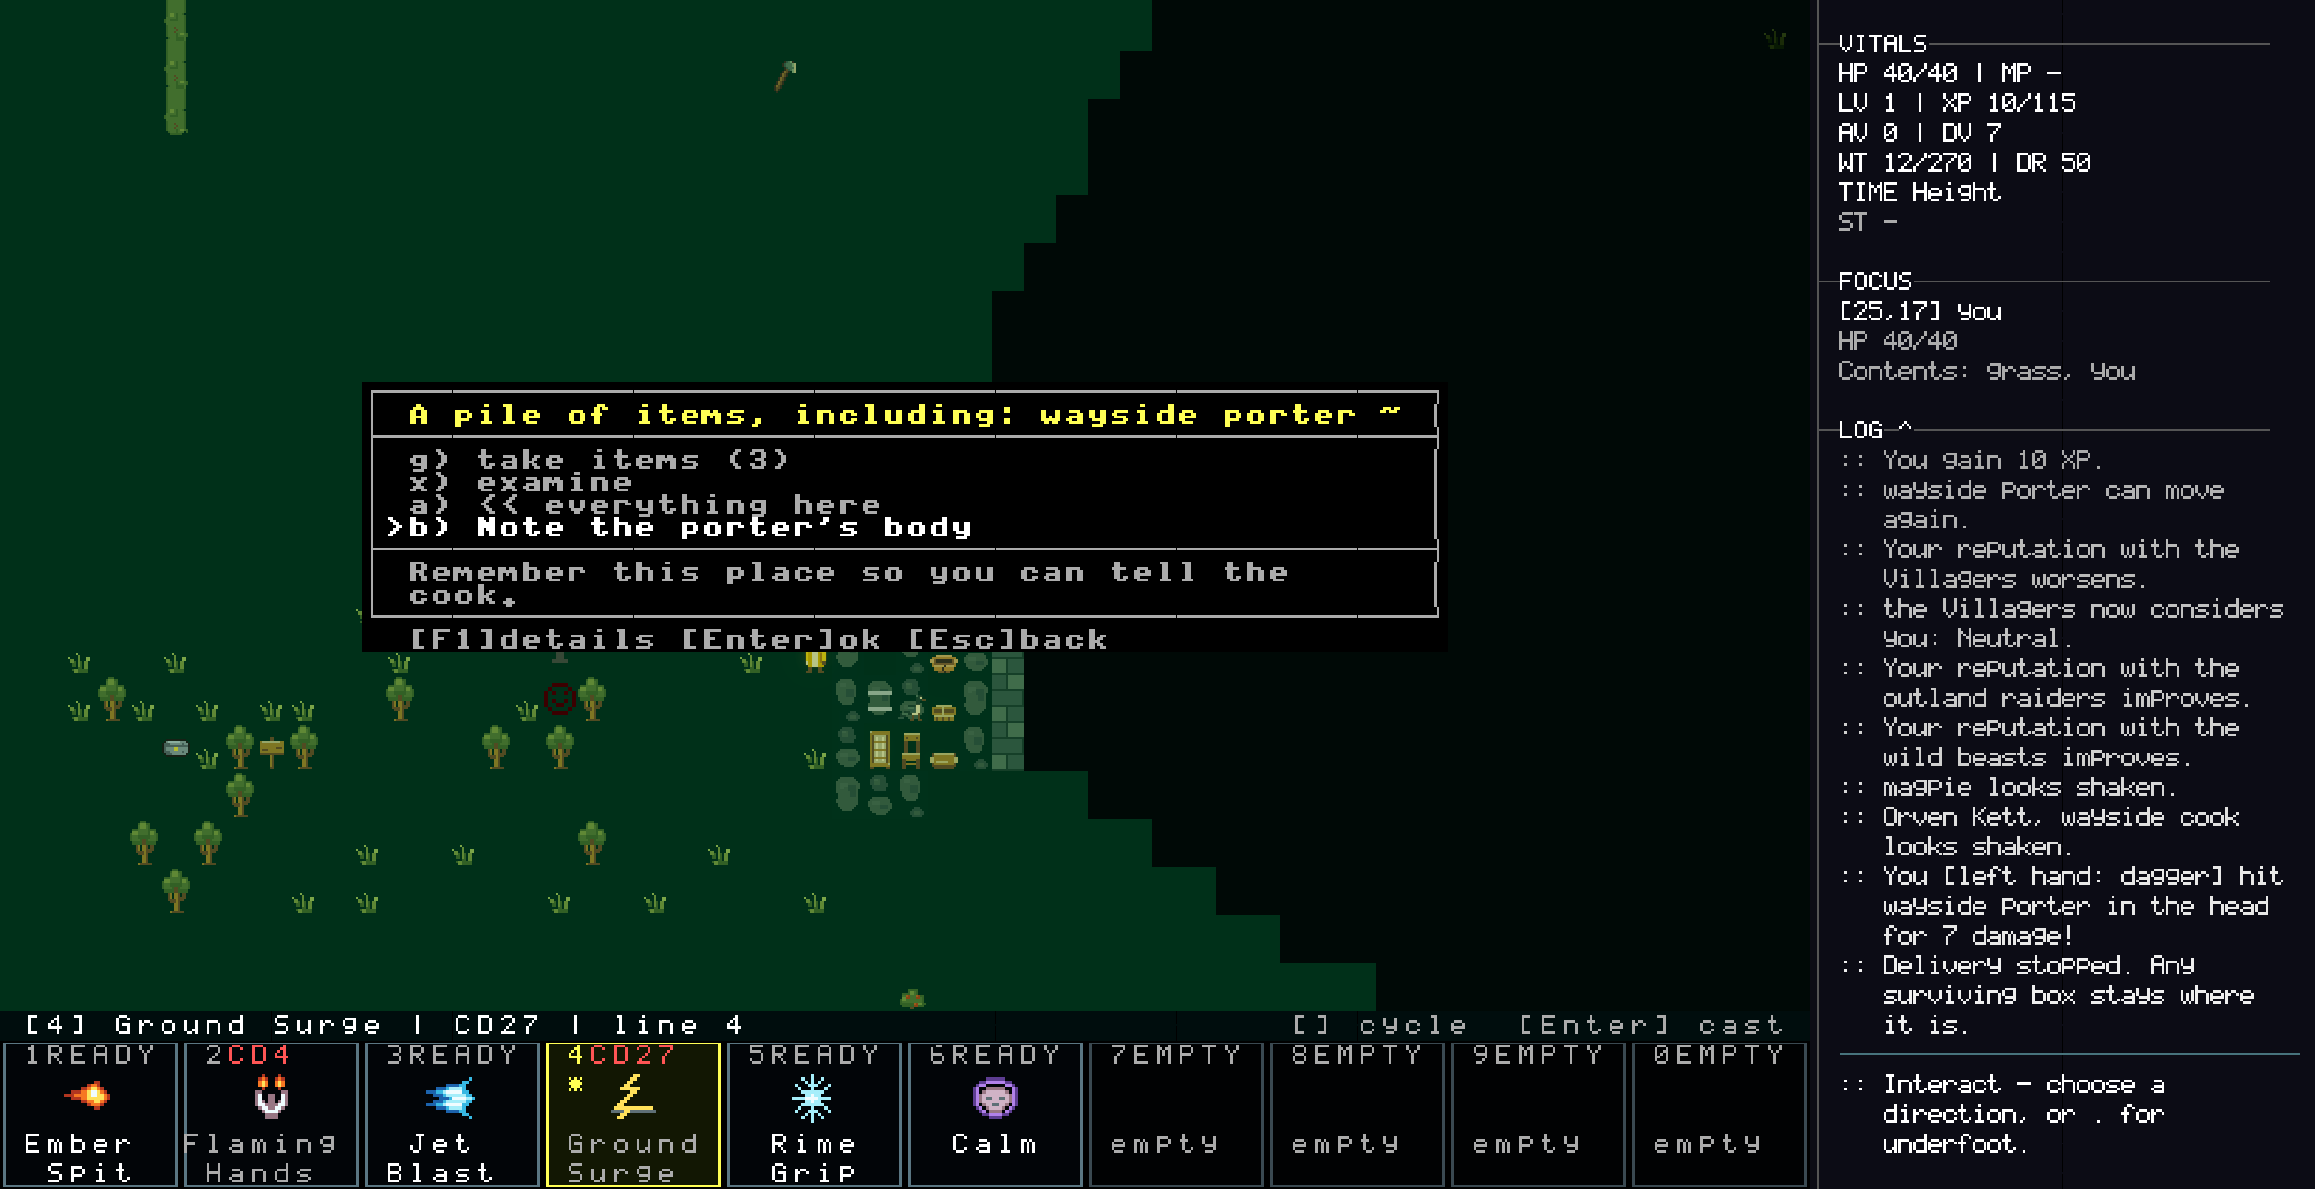 A pile of items, including: wayside porter ~
g) take items (3)
x) examine
a) << everything here
>b) Note the porter's body
Remember this place so you can tell the
cook.
[F1]details [Enter]ok [Esc]back
[4] Ground Surge | CD27 | line 4
[] cycle [Enter] cast
1READY
Ember
Spit
2CD4
Flaming
Hands
3READY
Jet
Blast
4CD27
*
Ground
Surge
5READY
Rime
Grip
6READY
Calm
7EMPTY
empty
8EMPTY
empty
9EMPTY
empty
0EMPTY
empty
VITALS
HP 40/40 | MP -
LV 1 | XP 10/115
AV 0 | DV 7
WT 12/270 | DR 50
TIME Height
ST -
FOCUS
[25,17] you
HP 40/40
Contents: grass, you
LOG ^
:: You gain 10 XP.
:: wayside porter can move
again.
:: Your reputation with the
Villagers worsens.
:: the Villagers now considers
you: Neutral.
:: Your reputation with the
outland raiders improves.
:: Your reputation with the
wild beasts improves.
:: magpie looks shaken.
:: Orven Kett, wayside cook
looks shaken.
:: You [left hand: dagger] hit
wayside porter in the head
for 7 damage!
:: Delivery stopped. Any
surviving box stays where
it is.
:: Interact - choose a
direction, or . for
underfoot.